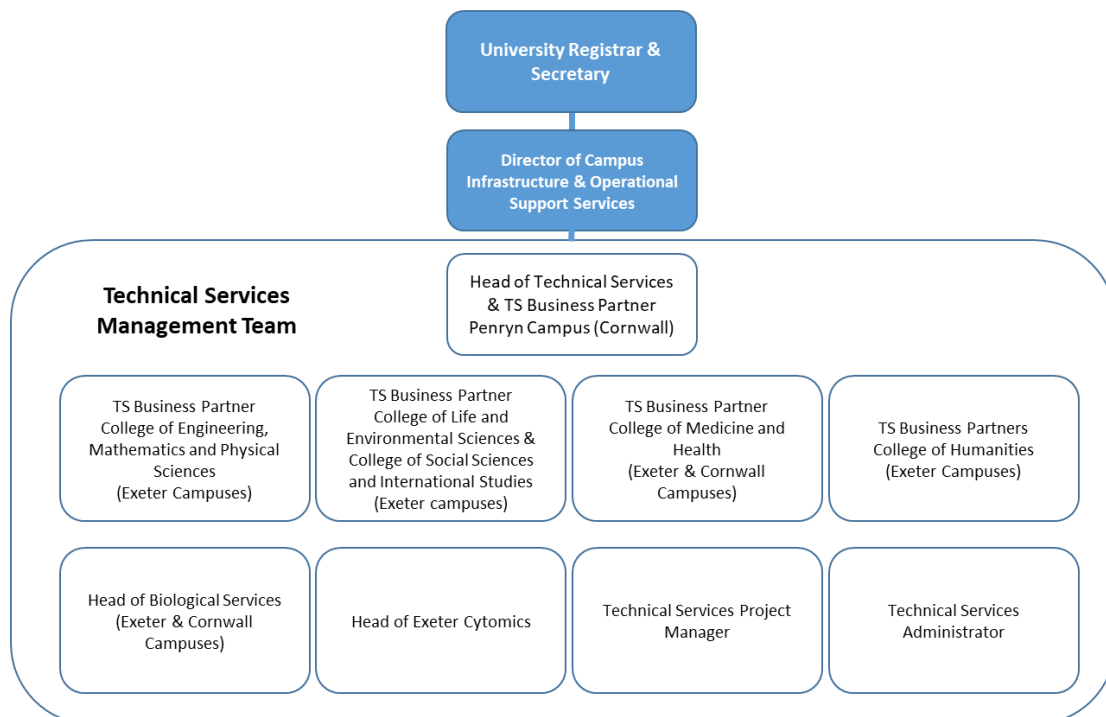 University Registrar &
Secretary
Director of Campus
Infrastructure & Operational
Support Services
Technical Services
Management Team
Head of Technical Services
& TS Business Partner
Penryn Campus (Cornwall)
TS Business Partner
College of Engineering,
Mathematics and Physical
Sciences
(Exeter Campuses)
TS Business Partner
College of Life and
Environmental Sciences &
College of Social Sciences
and International Studies
(Exeter campuses)
TS Business Partner
College of Medicine and
Health
(Exeter & Cornwall
Campuses)
TS Business Partners
College of Humanities
(Exeter Campuses)
Head of Biological Services
(Exeter & Cornwall
Campuses)
Head of Exeter Cytomics
Technical Services Project
Manager
Technical Services
Administrator